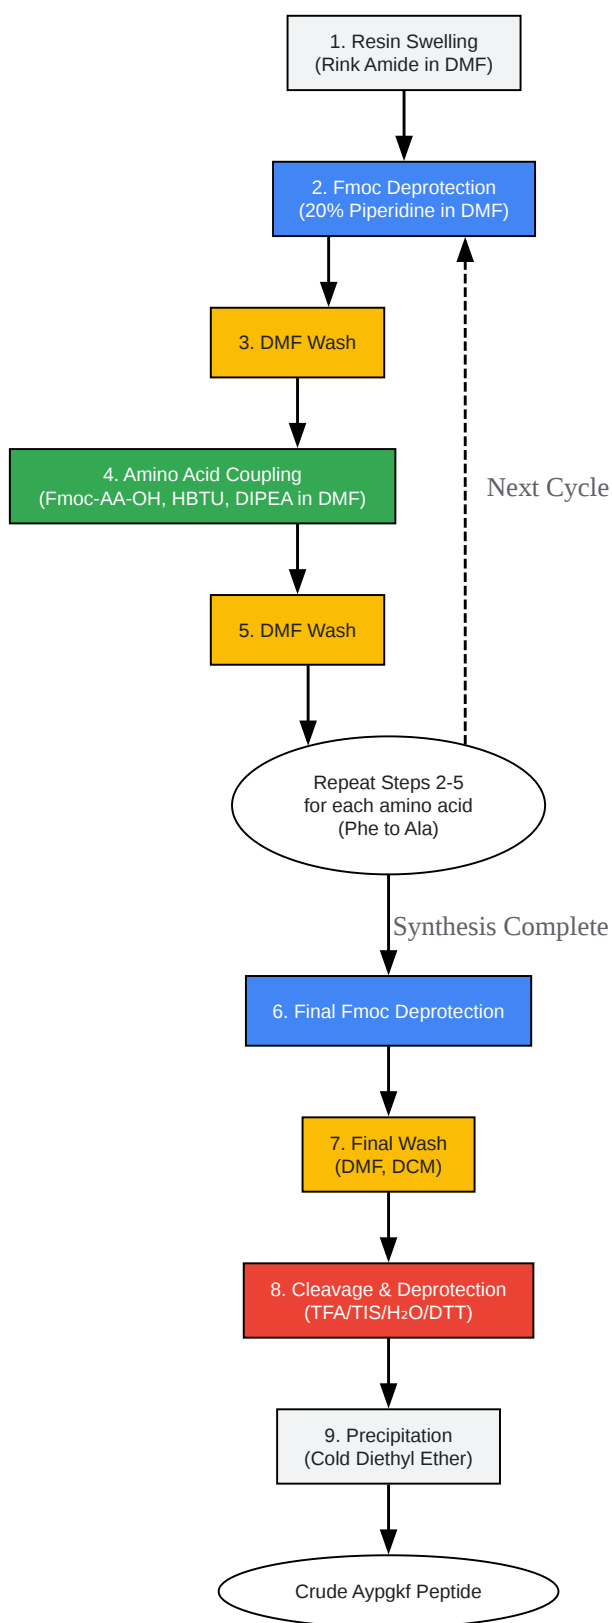 1. Resin Swelling
(Rink Amide in DMF)
2. Fmoc Deprotection
(20% Piperidine in DMF)
3. DMF Wash
4. Amino Acid Coupling
(Fmoc-AA-OH, HBTU, DIPEA in DMF)
Next Cycle
5. DMF Wash
Repeat Steps 2-5
for each amino acid
(Phe to Ala)
Synthesis Complete
6. Final Fmoc Deprotection
7. Final Wash
(DMF, DCM)
8. Cleavage & Deprotection
(TFA/TIS/H₂O/DTT)
9. Precipitation
(Cold Diethyl Ether)
Crude Aypgkf Peptide